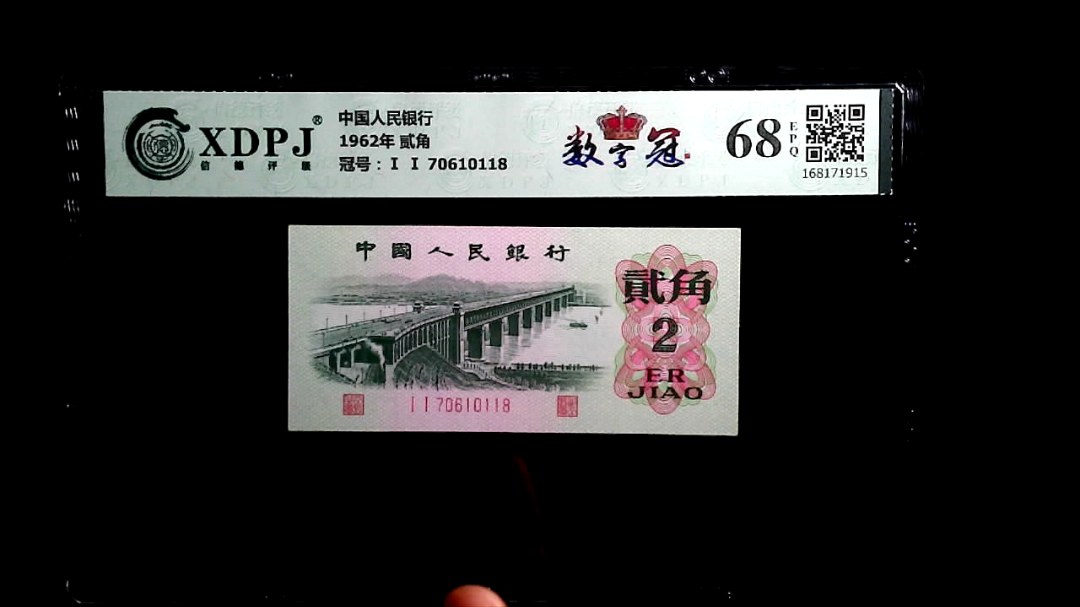 XDPJ®
信德评级
中国人民银行
1962年 贰角
冠号：I I 70610118
数字冠
68
EPQ
168171915
中國人民銀行
貳角
2
ER
JIAO
I I 70610118